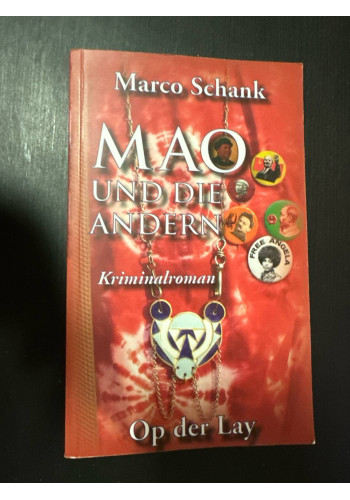 Marco Schank
MAO
UND DIE
ANDERN
FREE ANGELA
Kriminalroman
Op der Lay